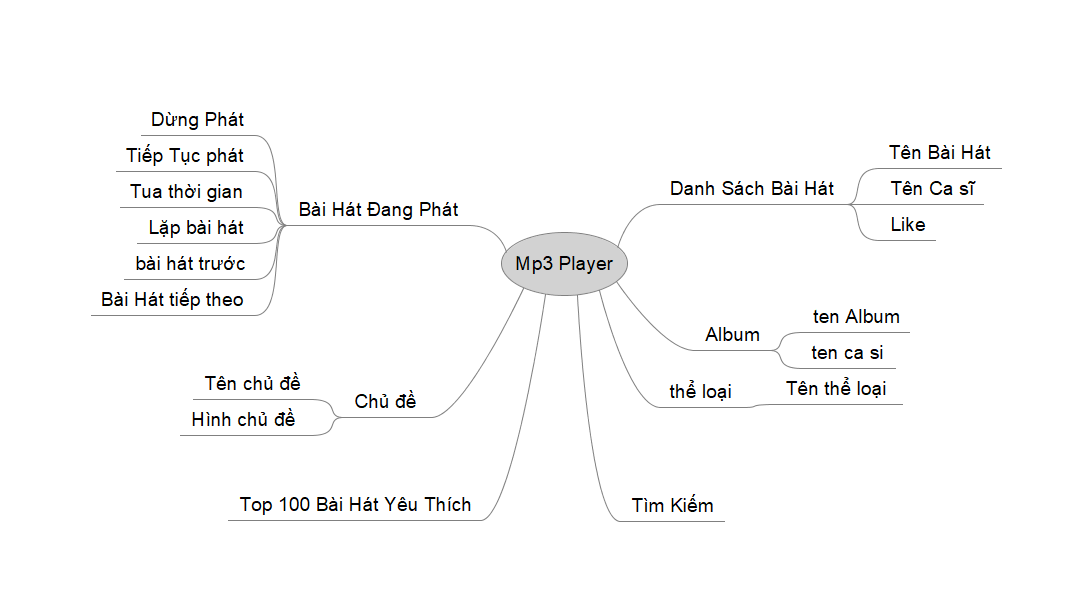 Mp3 Player
Bài Hát Đang Phát
Dừng Phát
Tiếp Tục phát
Tua thời gian
Lặp bài hát
bài hát trước
Bài Hát tiếp theo
Chủ đề
Tên chủ đề
Hình chủ đề
Top 100 Bài Hát Yêu Thích
Danh Sách Bài Hát
Tên Bài Hát
Tên Ca sĩ
Like
Album
ten Album
ten ca si
thể loại
Tên thể loại
Tìm Kiếm